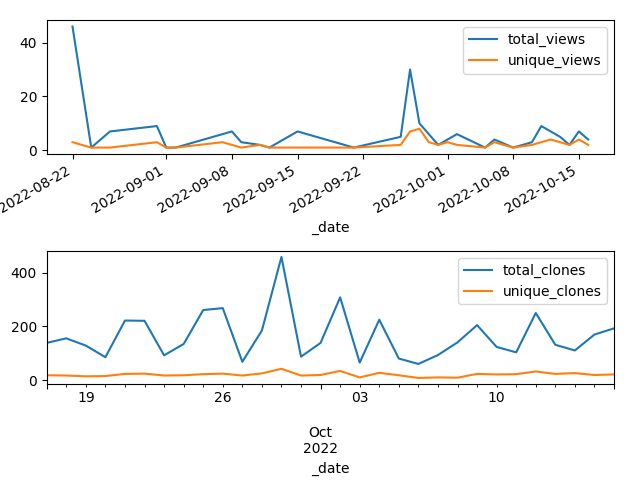 total_views
unique_views
40
20
0
2022-08-22
2022-09-01
2022-09-08
2022-09-15
2022-09-22
2022-10-01
2022-10-08
2022-10-15
_date
total_clones
unique_clones
400
200
0
19
26
03
10
Oct
2022
_date